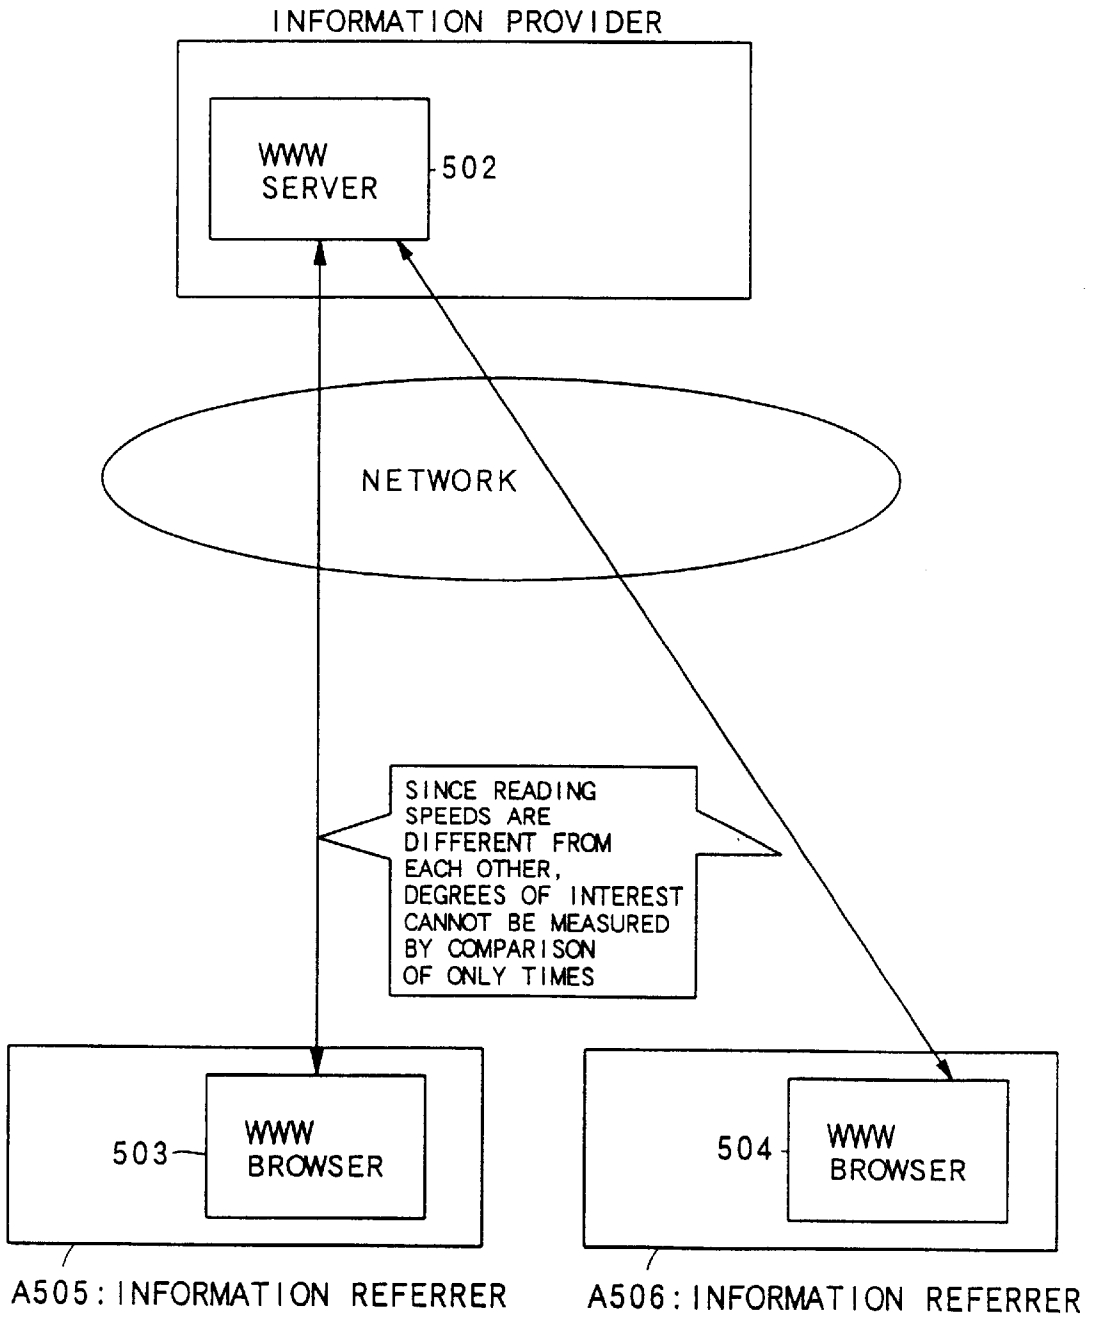 INFORMATION PROVIDER
WWW
SERVER
502
NETWORK
SINCE READING
SPEEDS ARE
DIFFERENT FROM
EACH OTHER,
DEGREES OF INTEREST
CANNOT BE MEASURED
BY COMPARISON
OF ONLY TIMES
503
WWW
BROWSER
504
WWW
BROWSER
A505:INFORMATION REFERRER
A506:INFORMATION REFERRER